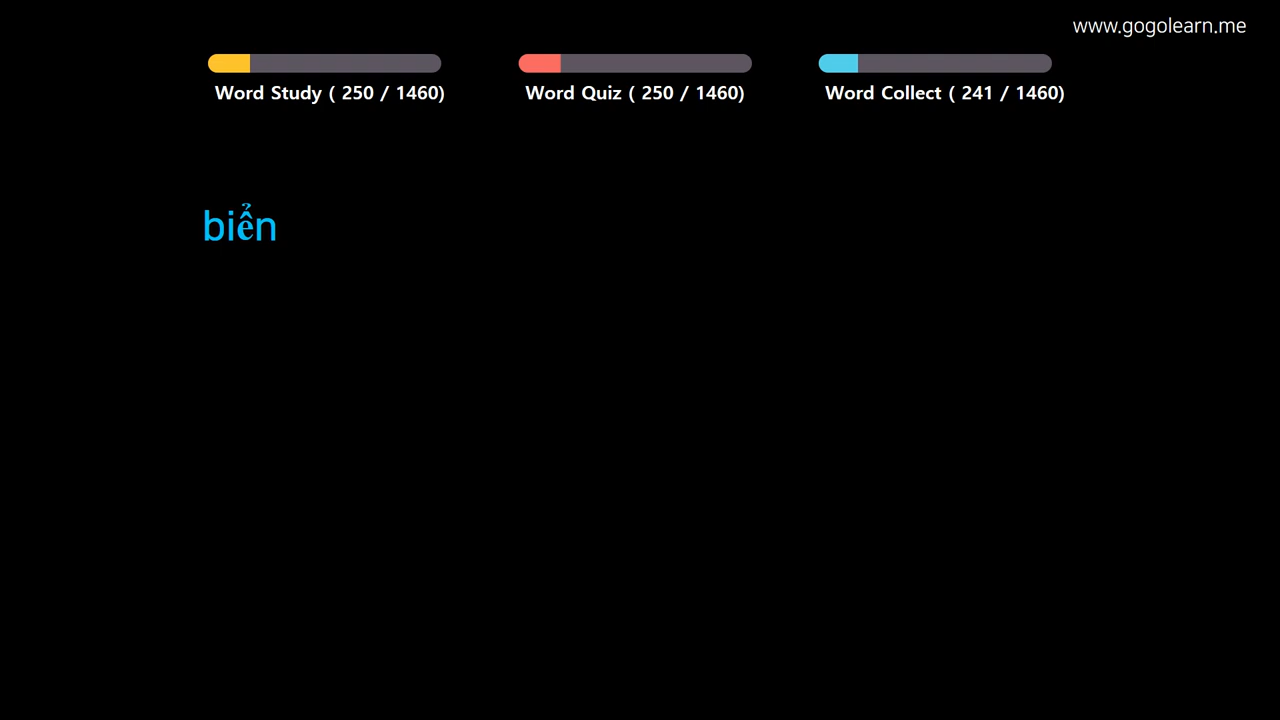 www.gogolearn.me
Word Study ( 250 / 1460)
Word Quiz ( 250 / 1460)
Word Collect ( 241 / 1460)
biển